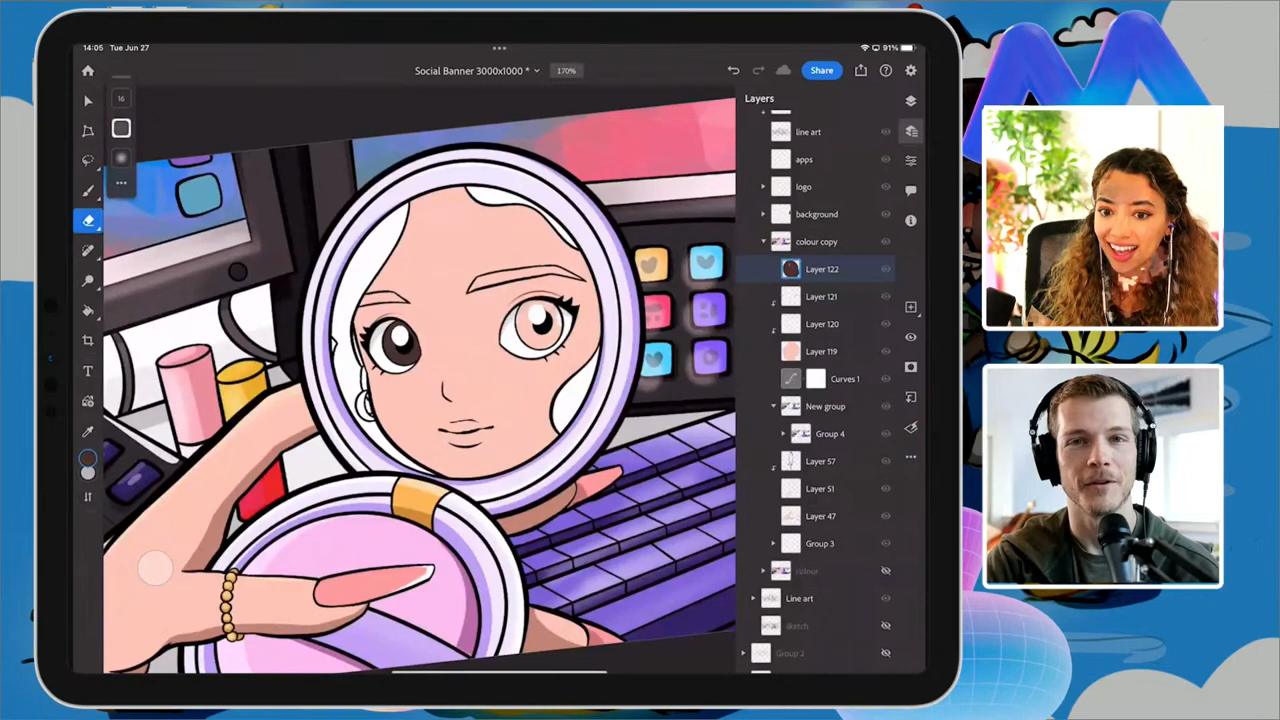 14:05 Tue Jun 27
91%
Social Banner 3000x1000 *
170%
Share
16
Layers
line art
apps
logo
background
colour copy
Layer 122
Layer 121
Layer 120
Layer 119
Curves 1
New group
Group 4
Layer 57
Layer 51
Layer 47
Group 3
colour
Line art
sketch
Group 2
T